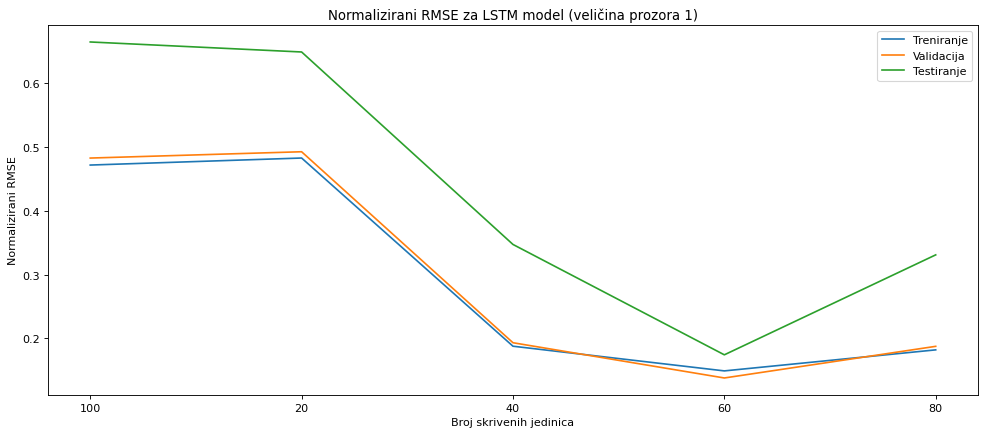 Normalizirani RMSE za LSTM model (veličina prozora 1)
Treniranje
Validacija
Testiranje
Normalizirani RMSE
0.6
0.5
0.4
0.3
0.2
100 20 40 60 80
Broj skrivenih jedinica